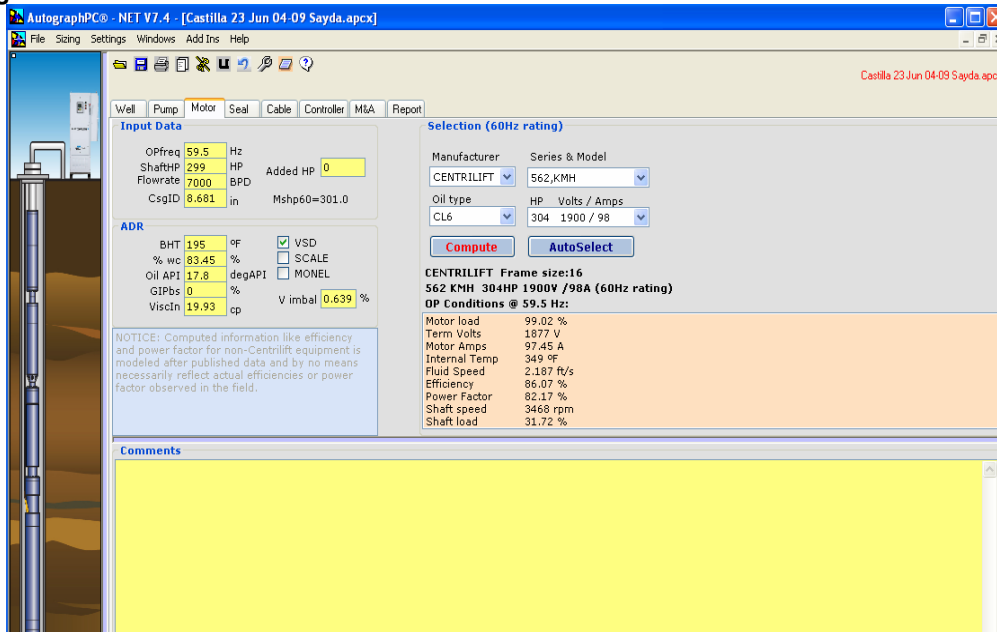 AutographPC® - NET V7.4 - [Castilla 23 Jun 04-09 Sayda.apcx]
File Sizing Settings Windows Add Ins Help
Castilla 23 Jun 04-09 Sayda.apc
Well Pump Motor Seal Cable Controller M&A Report
Input Data
OPfreq 59.5 Hz
ShaftHP 299 HP Added HP 0
Flowrate 7000 BPD
CsgID 8.681 in Mshp60=301.0
ADR
BHT 195 ºF VSD
% wc 83.45 % SCALE
Oil API 17.8 degAPI MONEL
GIPbs 0 %
ViscIn 19.93 cp V imbal 0.639 %
NOTICE: Computed information like efficiency
and power factor for non-Centrilift equipment is
modeled after published data and by no means
necessarily reflect actual efficiencies or power
factor observed in the field.
Selection (60Hz rating)
Manufacturer Series & Model
CENTRILIFT 562,KMH
Oil type HP Volts / Amps
CL6 304 1900 / 98
Compute AutoSelect
CENTRILIFT Frame size:16
562 KMH 304HP 1900V /98A (60Hz rating)
OP Conditions @ 59.5 Hz:
Motor load 99.02 %
Term Volts 1877 V
Motor Amps 97.45 A
Internal Temp 349 ºF
Fluid Speed 2.187 ft/s
Efficiency 86.07 %
Power Factor 82.17 %
Shaft speed 3468 rpm
Shaft load 31.72 %
Comments